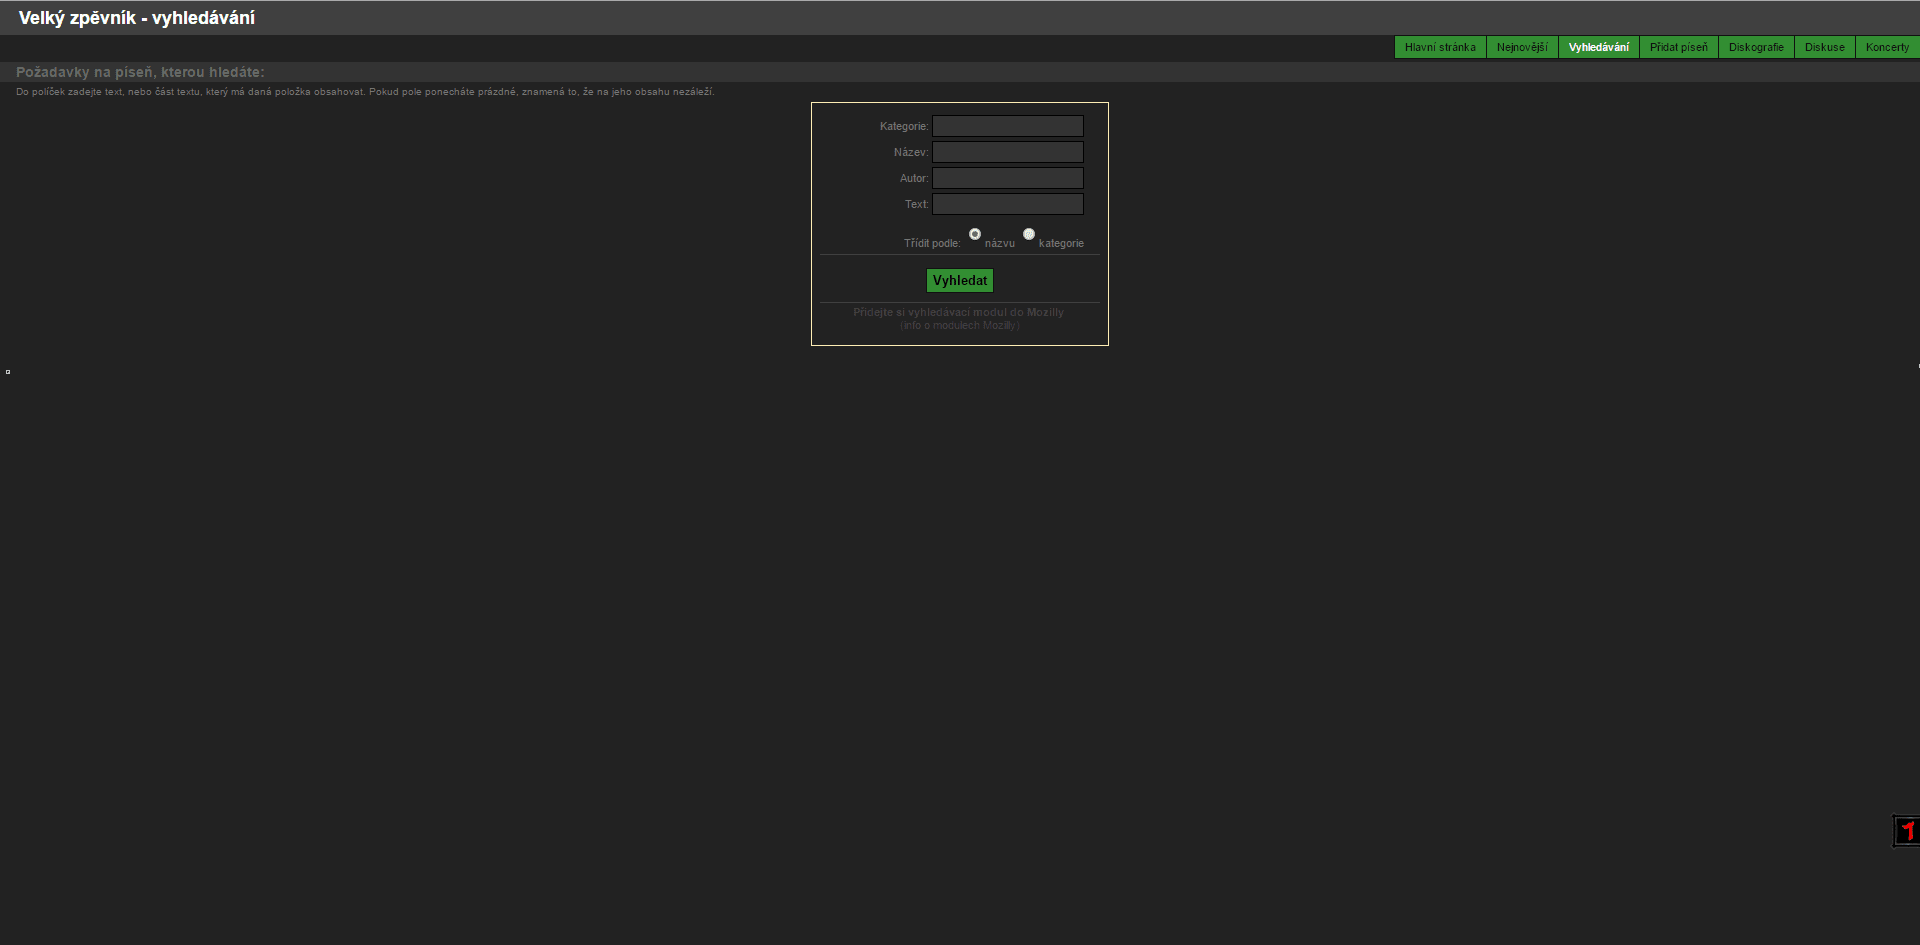 Velký zpěvník - vyhledávání
Hlavní stránka Nejnovější Vyhledávání Přidat píseň Diskografie Diskuse Koncerty
Požadavky na píseň, kterou hledáte:
Do políček zadejte text, nebo část textu, který má daná položka obsahovat. Pokud pole ponecháte prázdné, znamená to, že na jeho obsahu nezáleží.
Kategorie:
Název:
Autor:
Text:
Třídit podle: názvu kategorie
Vyhledat
Přidejte si vyhledávací modul do Mozilly
(info o modulech Mozilly)